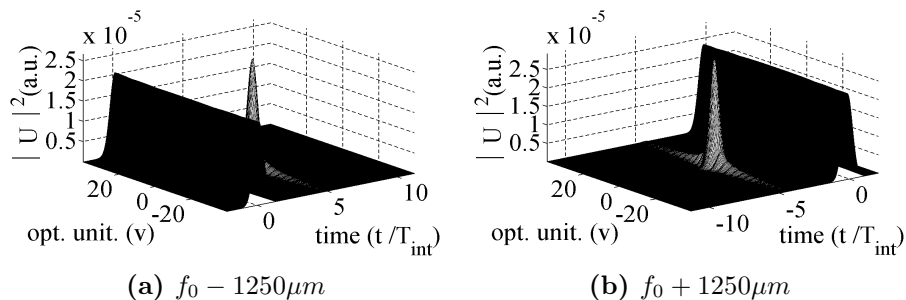 x 10^-5
2.5
2
1.5
1
0.5
| U |^2 (a.u.)
20
0
-20
opt. unit. (v)
0
5
10
time (t /T_int)
(a) f_0 − 1250μm
x 10^-5
2.5
2
1.5
1
0.5
| U |^2 (a.u.)
20
0
-20
opt. unit. (v)
-10
-5
0
time (t /T_int)
(b) f_0 + 1250μm